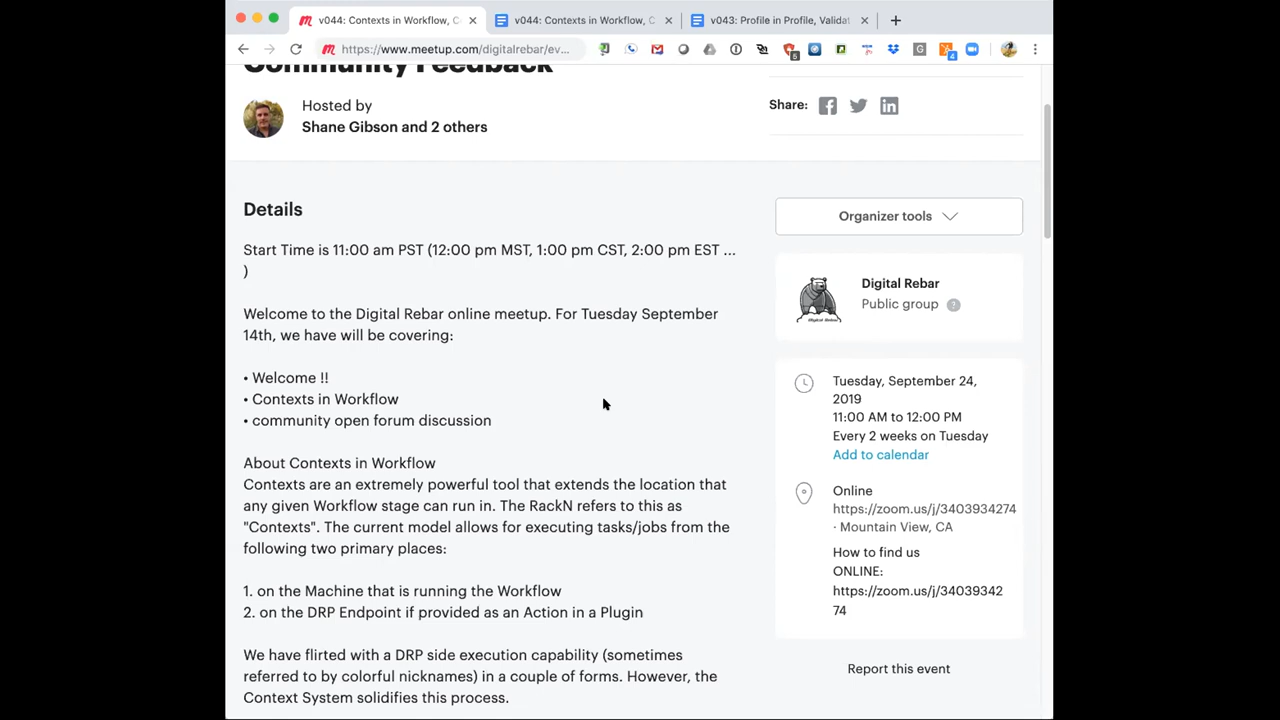 v044: Contexts in Workflow, C
v044: Contexts in Workflow, C
v043: Profile in Profile, Validat
https://www.meetup.com/digitalrebar/ev...
5
4
Community Feedback
Hosted by
Shane Gibson and 2 others
Share:
Details
Start Time is 11:00 am PST (12:00 pm MST, 1:00 pm CST, 2:00 pm EST ...
)
Welcome to the Digital Rebar online meetup. For Tuesday September
14th, we have will be covering:
• Welcome !!
• Contexts in Workflow
• community open forum discussion
About Contexts in Workflow
Contexts are an extremely powerful tool that extends the location that
any given Workflow stage can run in. The RackN refers to this as
"Contexts". The current model allows for executing tasks/jobs from the
following two primary places:
1. on the Machine that is running the Workflow
2. on the DRP Endpoint if provided as an Action in a Plugin
We have flirted with a DRP side execution capability (sometimes
referred to by colorful nicknames) in a couple of forms. However, the
Context System solidifies this process.
Organizer tools
Digital Rebar
Public group ?
Tuesday, September 24,
2019
11:00 AM to 12:00 PM
Every 2 weeks on Tuesday
Add to calendar
Online
https://zoom.us/j/3403934274
· Mountain View, CA
How to find us
ONLINE:
https://zoom.us/j/34039342
74
Report this event